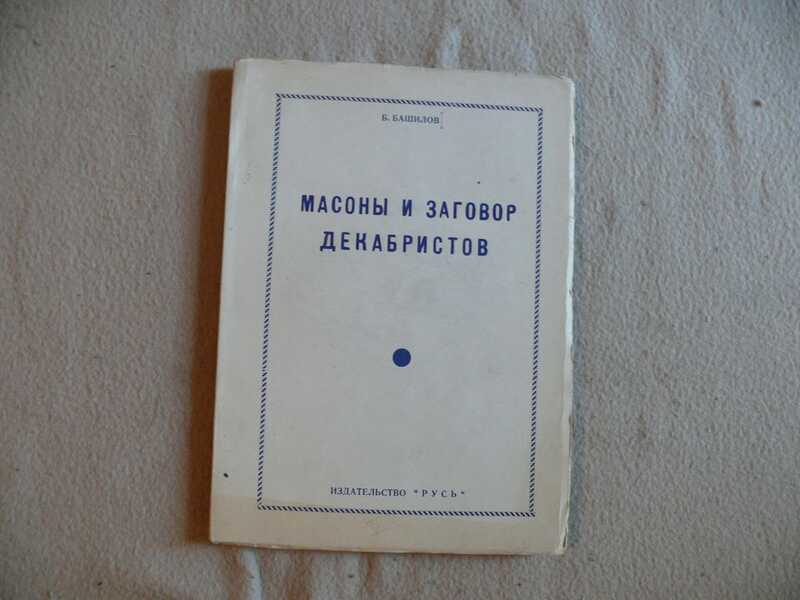 Б. БАШИЛОВ
МАСОНЫ И ЗАГОВОР
ДЕКАБРИСТОВ
ИЗДАТЕЛЬСТВО "РУСЬ"